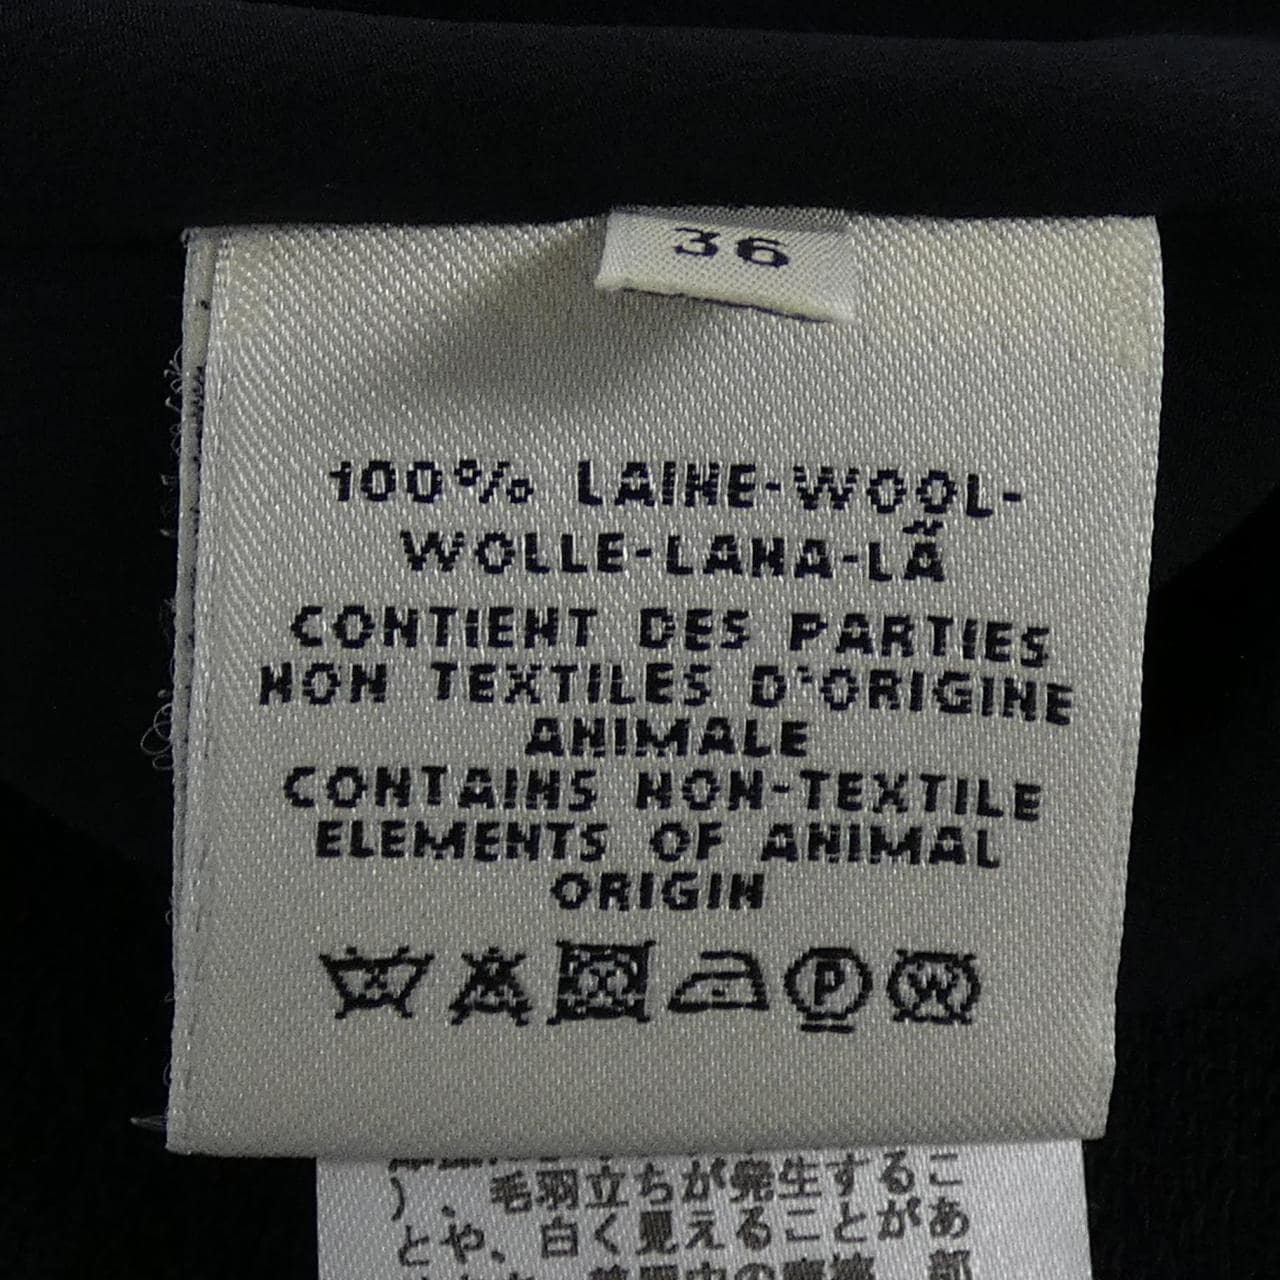 36
100% LAINE-WOOL-
WOLLE-LANA-LÃ
CONTIENT DES PARTIES
NON TEXTILES D'ORIGINE
ANIMALE
CONTAINS NON-TEXTILE
ELEMENTS OF ANIMAL
ORIGIN
P W
)、毛羽立ちが発生するこ
とや、白く見えることがあ